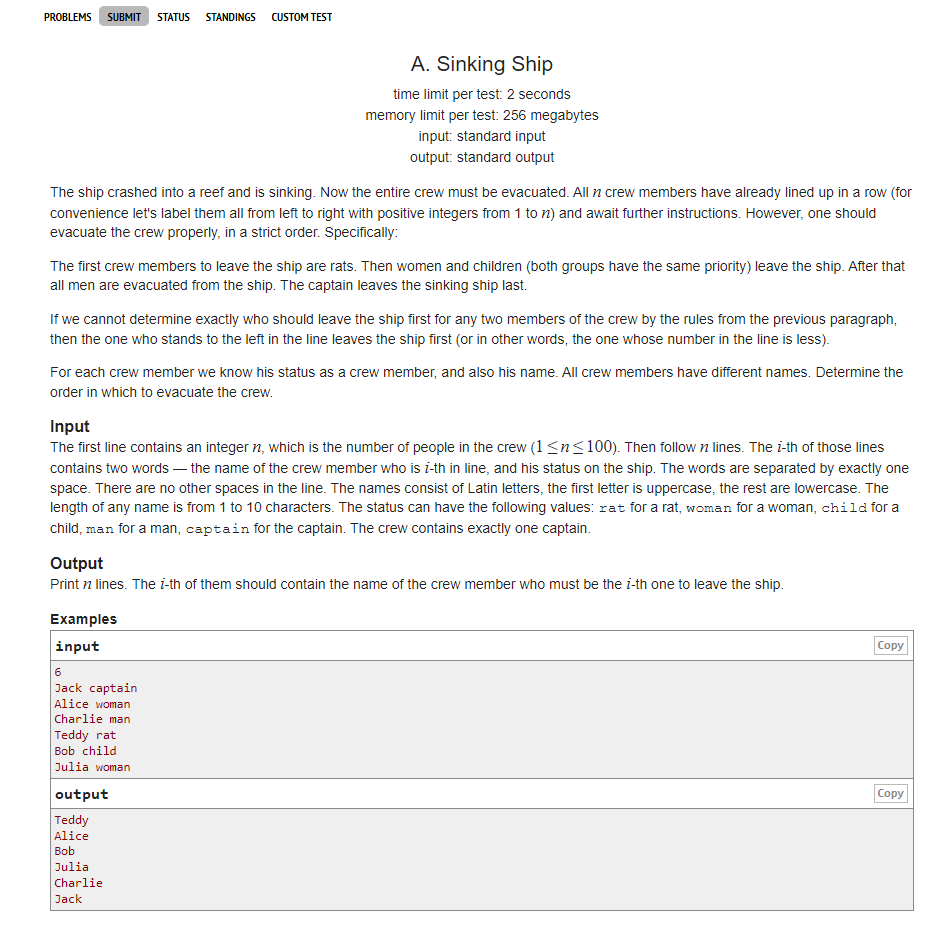 PROBLEMS SUBMIT STATUS STANDINGS CUSTOM TEST
A. Sinking Ship
time limit per test: 2 seconds
memory limit per test: 256 megabytes
input: standard input
output: standard output
The ship crashed into a reef and is sinking. Now the entire crew must be evacuated. All n crew members have already lined up in a row (for
convenience let's label them all from left to right with positive integers from 1 to n) and await further instructions. However, one should
evacuate the crew properly, in a strict order. Specifically:
The first crew members to leave the ship are rats. Then women and children (both groups have the same priority) leave the ship. After that
all men are evacuated from the ship. The captain leaves the sinking ship last.
If we cannot determine exactly who should leave the ship first for any two members of the crew by the rules from the previous paragraph,
then the one who stands to the left in the line leaves the ship first (or in other words, the one whose number in the line is less).
For each crew member we know his status as a crew member, and also his name. All crew members have different names. Determine the
order in which to evacuate the crew.
Input
The first line contains an integer n, which is the number of people in the crew (1 ≤ n ≤ 100). Then follow n lines. The i-th of those lines
contains two words — the name of the crew member who is i-th in line, and his status on the ship. The words are separated by exactly one
space. There are no other spaces in the line. The names consist of Latin letters, the first letter is uppercase, the rest are lowercase. The
length of any name is from 1 to 10 characters. The status can have the following values: rat for a rat, woman for a woman, child for a
child, man for a man, captain for the captain. The crew contains exactly one captain.
Output
Print n lines. The i-th of them should contain the name of the crew member who must be the i-th one to leave the ship.
Examples
input Copy
6
Jack captain
Alice woman
Charlie man
Teddy rat
Bob child
Julia woman
output Copy
Teddy
Alice
Bob
Julia
Charlie
Jack